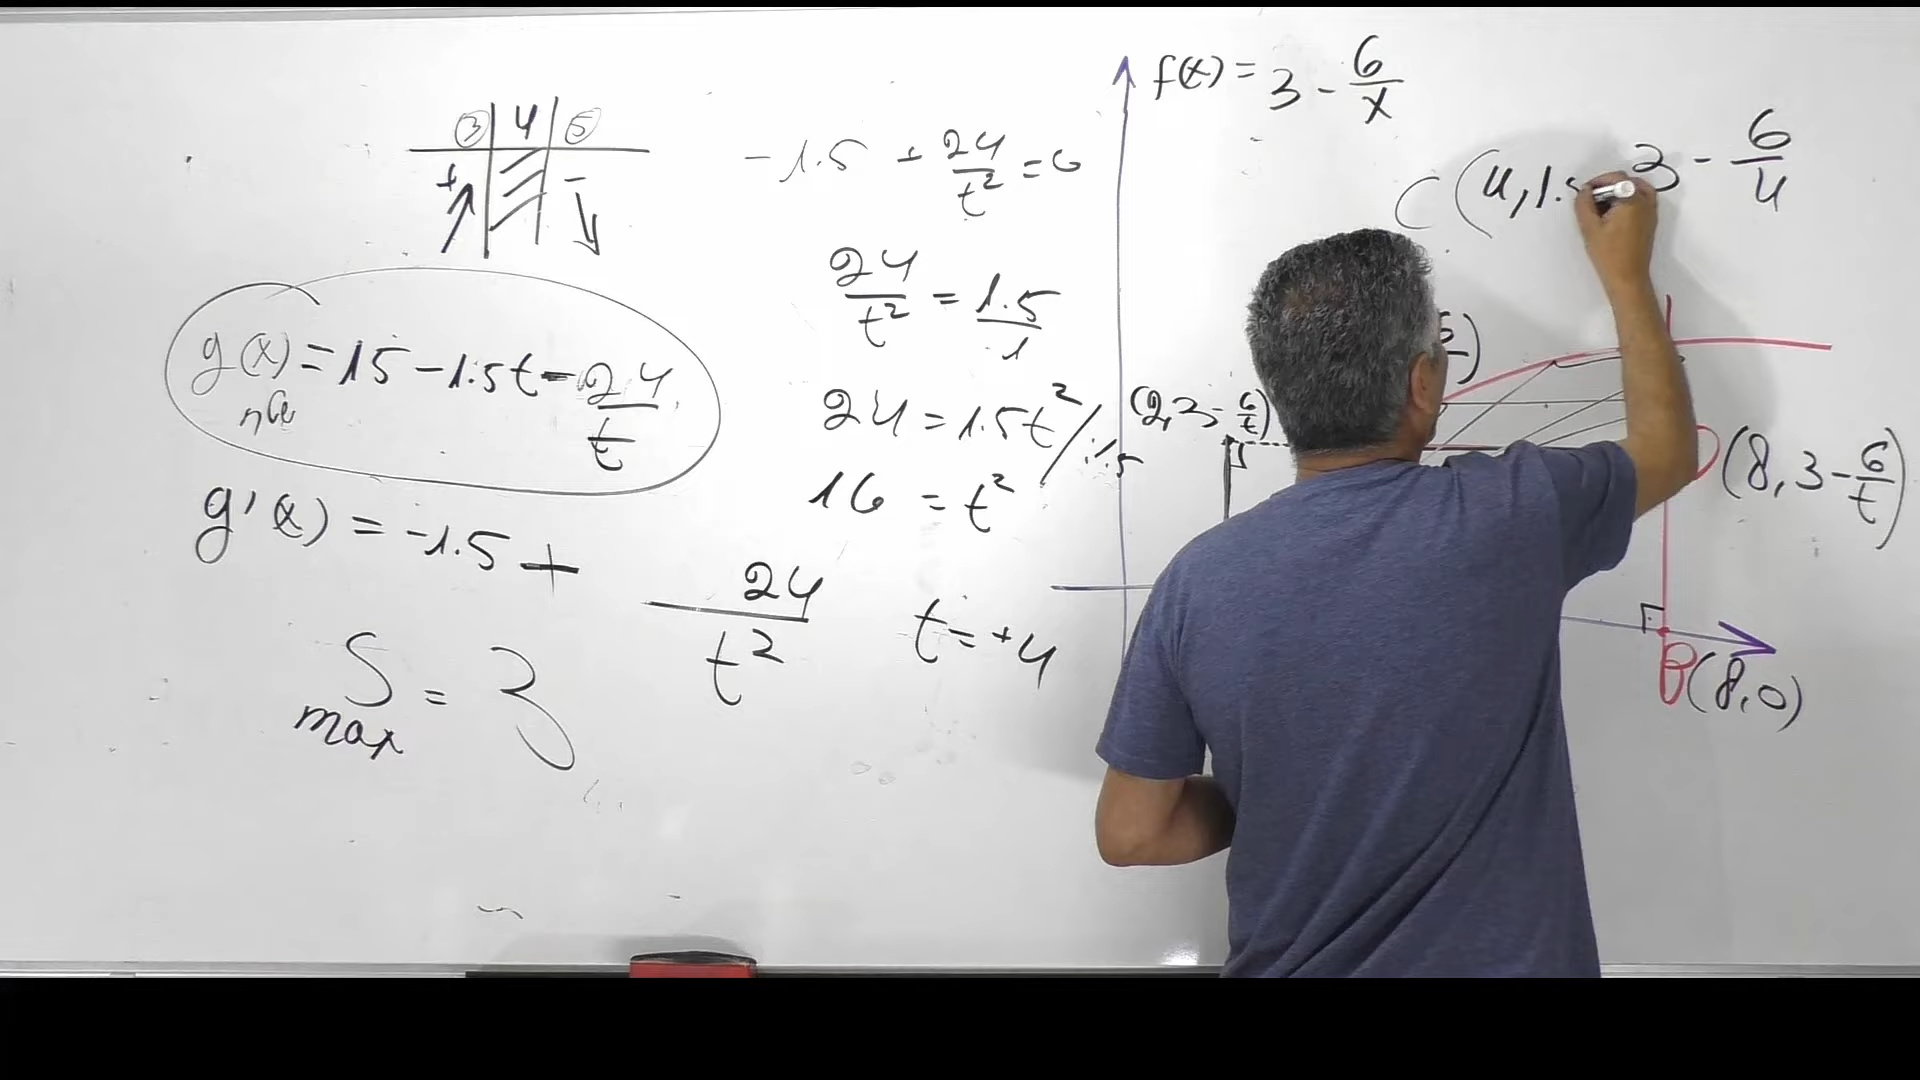 ③ 4 ⑤
+ -
g(x) = 15 - 1.5t - 24/t
g'(x) = -1.5 + 24/t²
S max = 3
-1.5 + 24/t² = 0
24/t² = 1.5/1
24 = 1.5t² /:1.5
16 = t²
t = +4
f(x) = 3 - 6/x
C (4,1.5 3 - 6/4
(2,3 - 6/t)
(8, 3 - 6/t)
B (8,0)